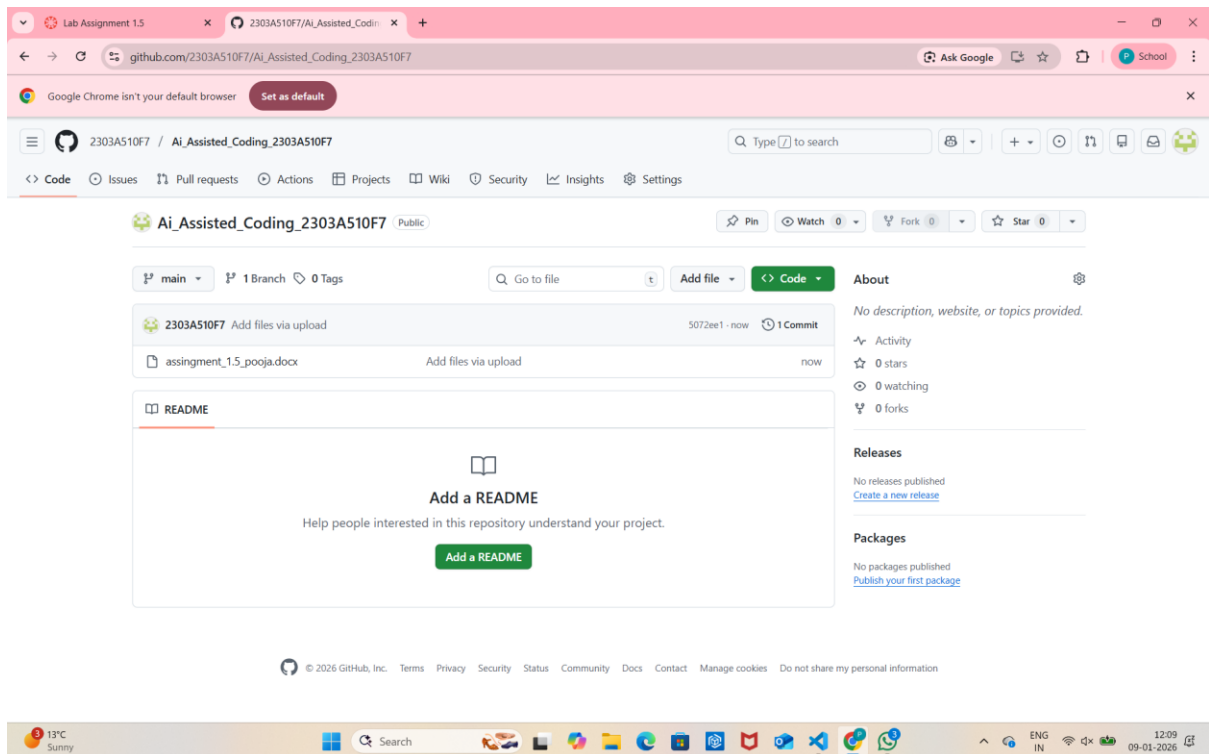 Lab Assignment 1.5
2303A510F7/Ai_Assisted_Codin
github.com/2303A510F7/Ai_Assisted_Coding_2303A510F7
Ask Google
P School
Google Chrome isn't your default browser Set as default
2303A510F7 / Ai_Assisted_Coding_2303A510F7
Type / to search
Code Issues Pull requests Actions Projects Wiki Security Insights Settings
Ai_Assisted_Coding_2303A510F7 Public
Pin Watch 0 Fork 0 Star 0
main 1 Branch 0 Tags
Go to file t Add file Code
2303A510F7 Add files via upload 5072ee1 · now 1 Commit
assingment_1.5_pooja.docx Add files via upload now
README
Add a README
Help people interested in this repository understand your project.
Add a README
About
No description, website, or topics provided.
Activity
0 stars
0 watching
0 forks
Releases
No releases published
Create a new release
Packages
No packages published
Publish your first package
© 2026 GitHub, Inc. Terms Privacy Security Status Community Docs Contact Manage cookies Do not share my personal information
3 13°C
Sunny
Search
ENG
IN
12:09
09-01-2026